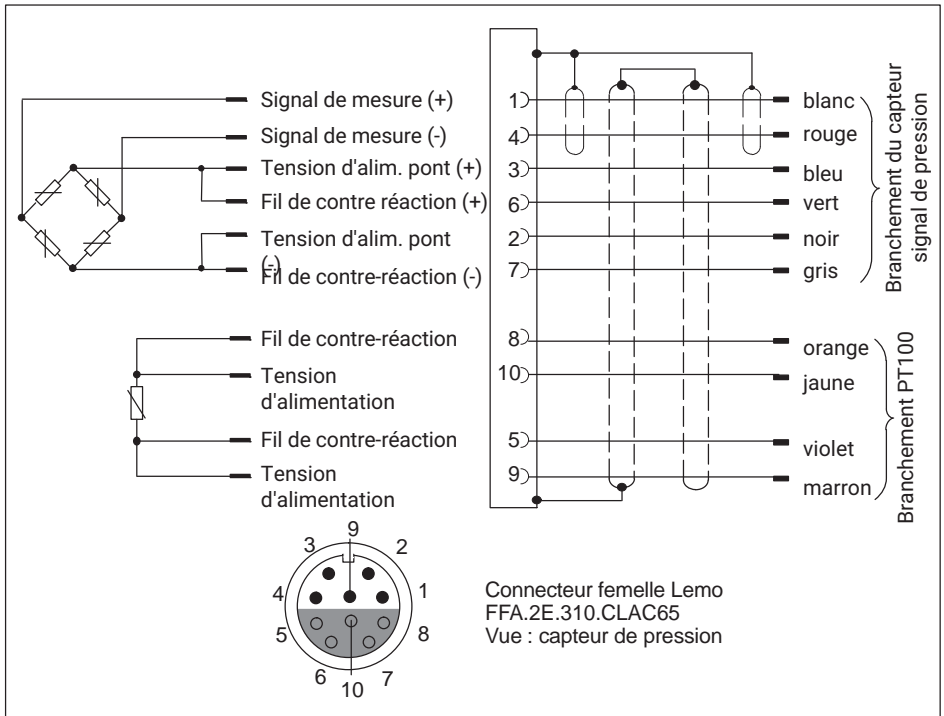 Signal de mesure (+)
Signal de mesure (-)
Tension d'alim. pont (+)
Fil de contre réaction (+)
Tension d'alim. pont
(-)
Fil de contre-réaction (-)
Fil de contre-réaction
Tension
d'alimentation
Fil de contre-réaction
Tension
d'alimentation
1
4
3
6
2
7
8
10
5
9
blanc
rouge
bleu
vert
noir
gris
orange
jaune
violet
marron
Branchement du capteur
signal de pression
Branchement PT100
9
3
2
4
1
5
8
6
7
10
Connecteur femelle Lemo
FFA.2E.310.CLAC65
Vue : capteur de pression